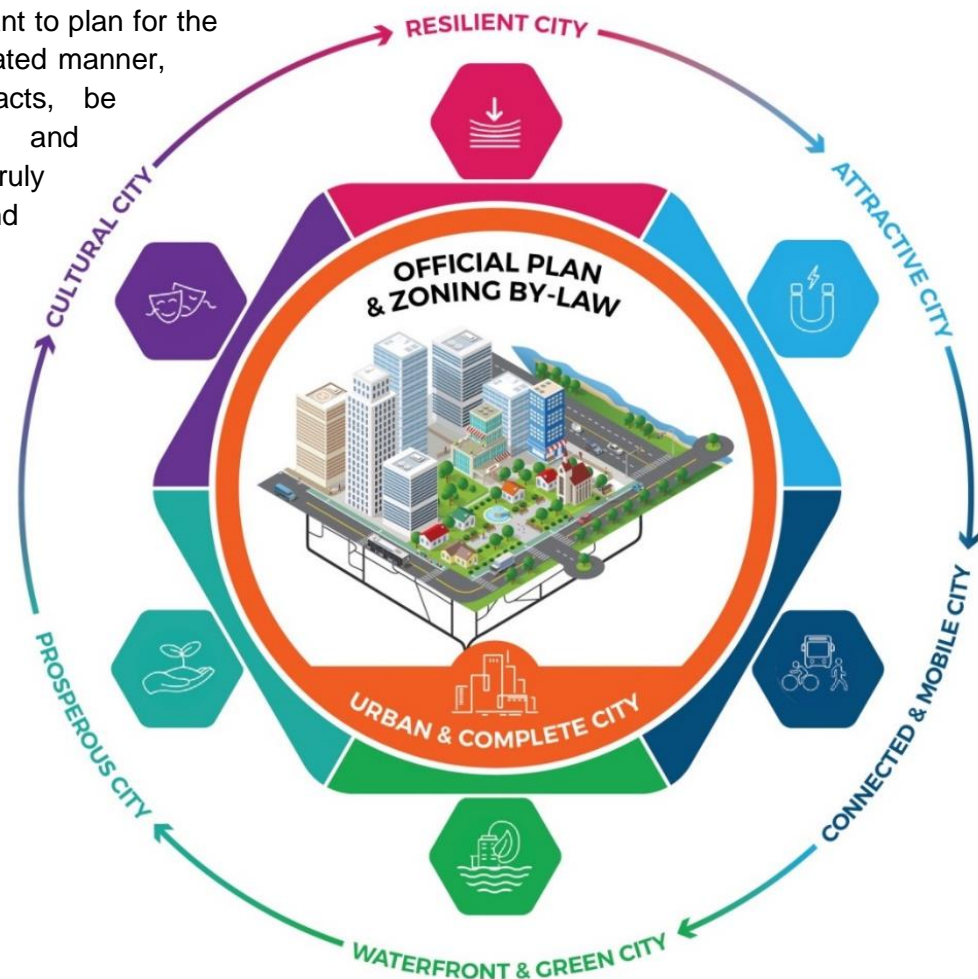 nt to plan for the
ated manner,
acts, be
and
ruly
nd
RESILIENT CITY
ATTRACTIVE CITY
CONNECTED & MOBILE CITY
WATERFRONT & GREEN CITY
PROSPEROUS CITY
CULTURAL CITY
OFFICIAL PLAN
& ZONING BY-LAW
URBAN & COMPLETE CITY